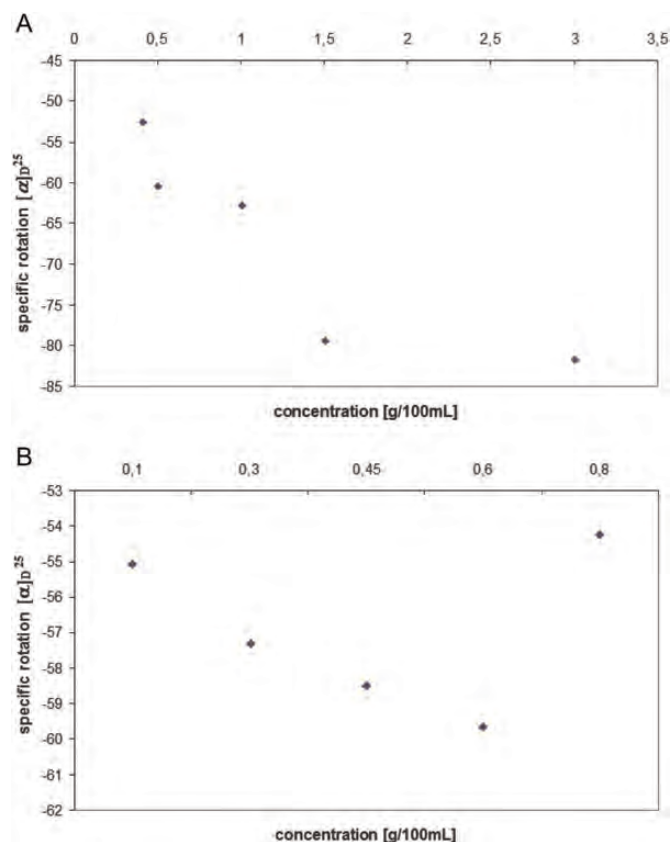 A
0 0,5 1 1,5 2 2,5 3 3,5
-45
-50
-55
-60
-65
-70
-75
-80
-85
specific rotation [α]D25
concentration [g/100mL]
B
0,1 0,3 0,45 0,6 0,8
-53
-54
-55
-56
-57
-58
-59
-60
-61
-62
specific rotation [α]D25
concentration [g/100mL]